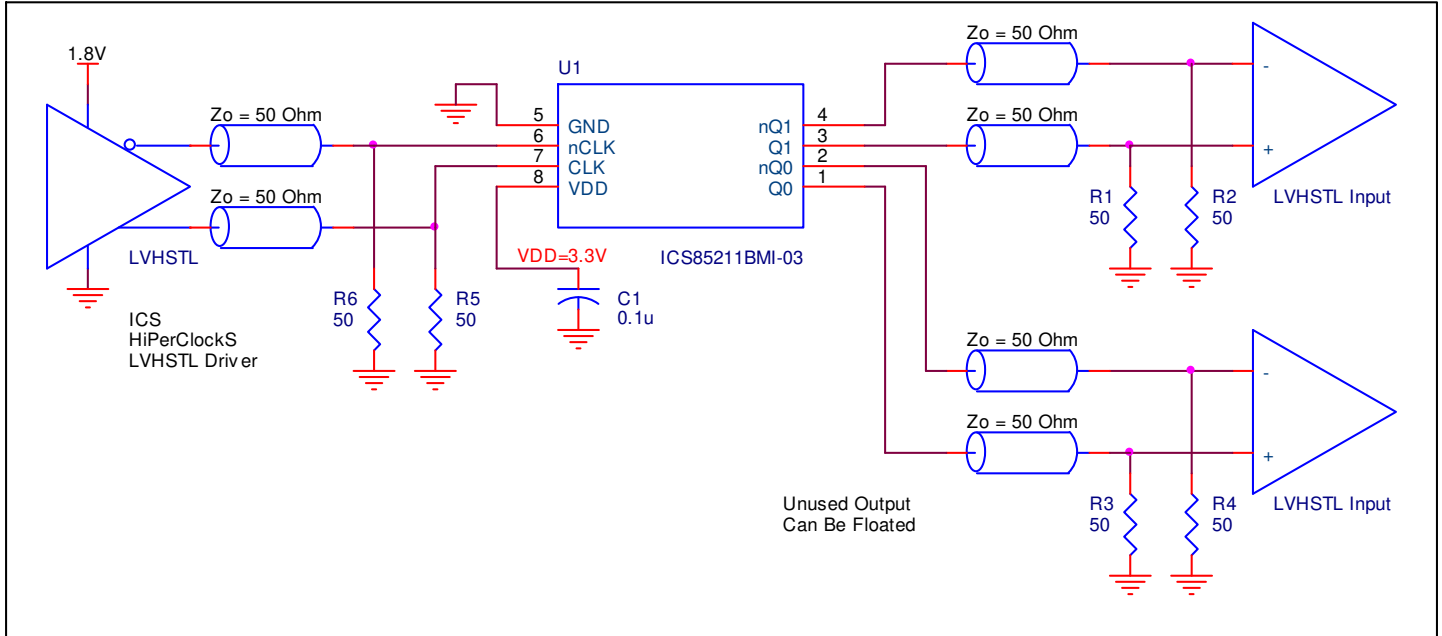 1.8V
Zo = 50 Ohm
Zo = 50 Ohm
LVHSTL
ICS
HiPerClockS
LVHSTL Driver
R6
50
R5
50
U1
5
6
7
8
GND
nCLK
CLK
VDD
nQ1
Q1
nQ0
Q0
4
3
2
1
VDD=3.3V
ICS85211BMI-03
C1
0.1u
Zo = 50 Ohm
Zo = 50 Ohm
-
+
R1
50
R2
50
LVHSTL Input
Zo = 50 Ohm
Zo = 50 Ohm
-
+
R3
50
R4
50
LVHSTL Input
Unused Output
Can Be Floated